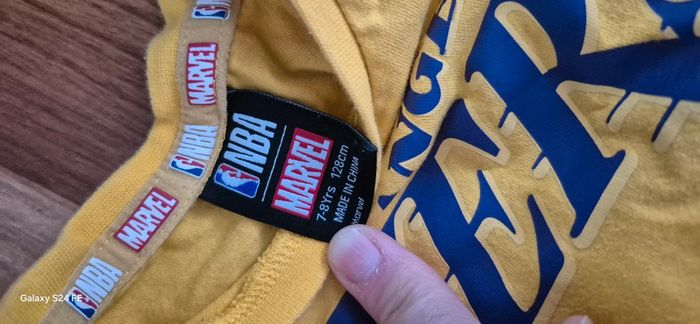 NBA
MARVEL
NBA
MARVEL
NBA
NBA
MARVEL
7-8Yrs 128cm
MADE IN CHINA
Marvel
Galaxy S24 FE